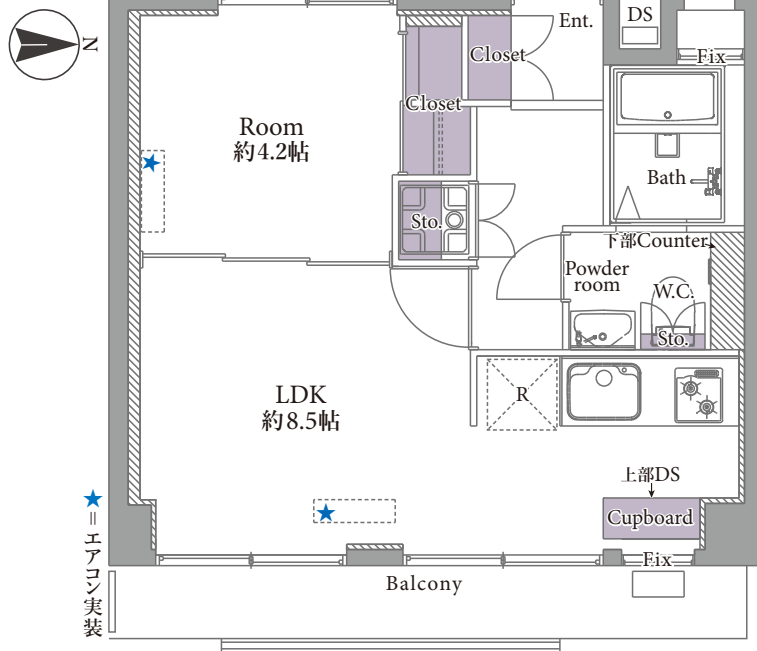 N
Ent.
DS
Fix
Closet
Closet
Room
約4.2帖
★
Bath
Sto.
下部Counter
Powder
room
W.C.
Sto.
LDK
約8.5帖
R
上部DS
Cupboard
★
★=エアコン実装
Fix
Balcony